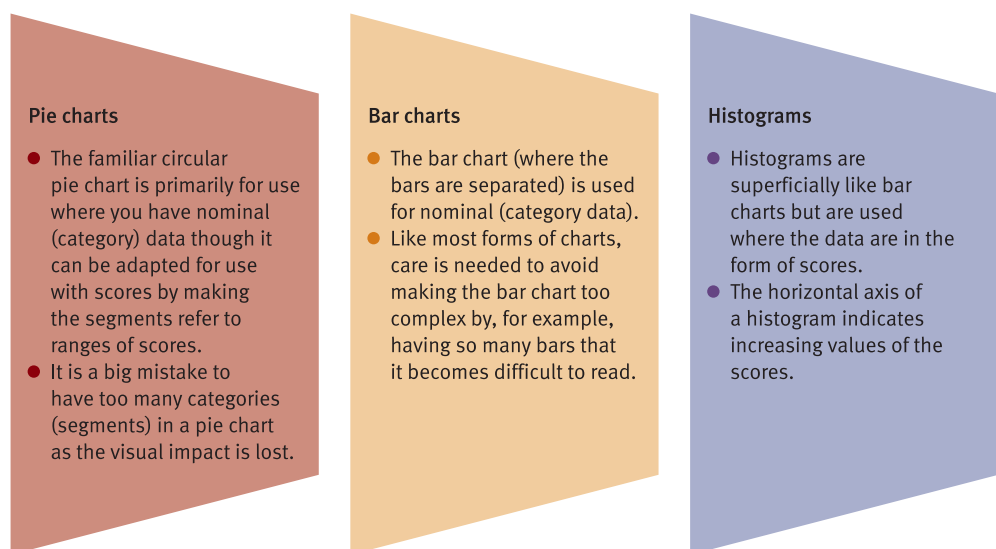 Pie charts
● The familiar circular
pie chart is primarily for use
where you have nominal
(category) data though it
can be adapted for use
with scores by making
the segments refer to
ranges of scores.
● It is a big mistake to
have too many categories
(segments) in a pie chart
as the visual impact is lost.
Bar charts
● The bar chart (where the
bars are separated) is used
for nominal (category data).
● Like most forms of charts,
care is needed to avoid
making the bar chart too
complex by, for example,
having so many bars that
it becomes difficult to read.
Histograms
● Histograms are
superficially like bar
charts but are used
where the data are in the
form of scores.
● The horizontal axis of
a histogram indicates
increasing values of the
scores.